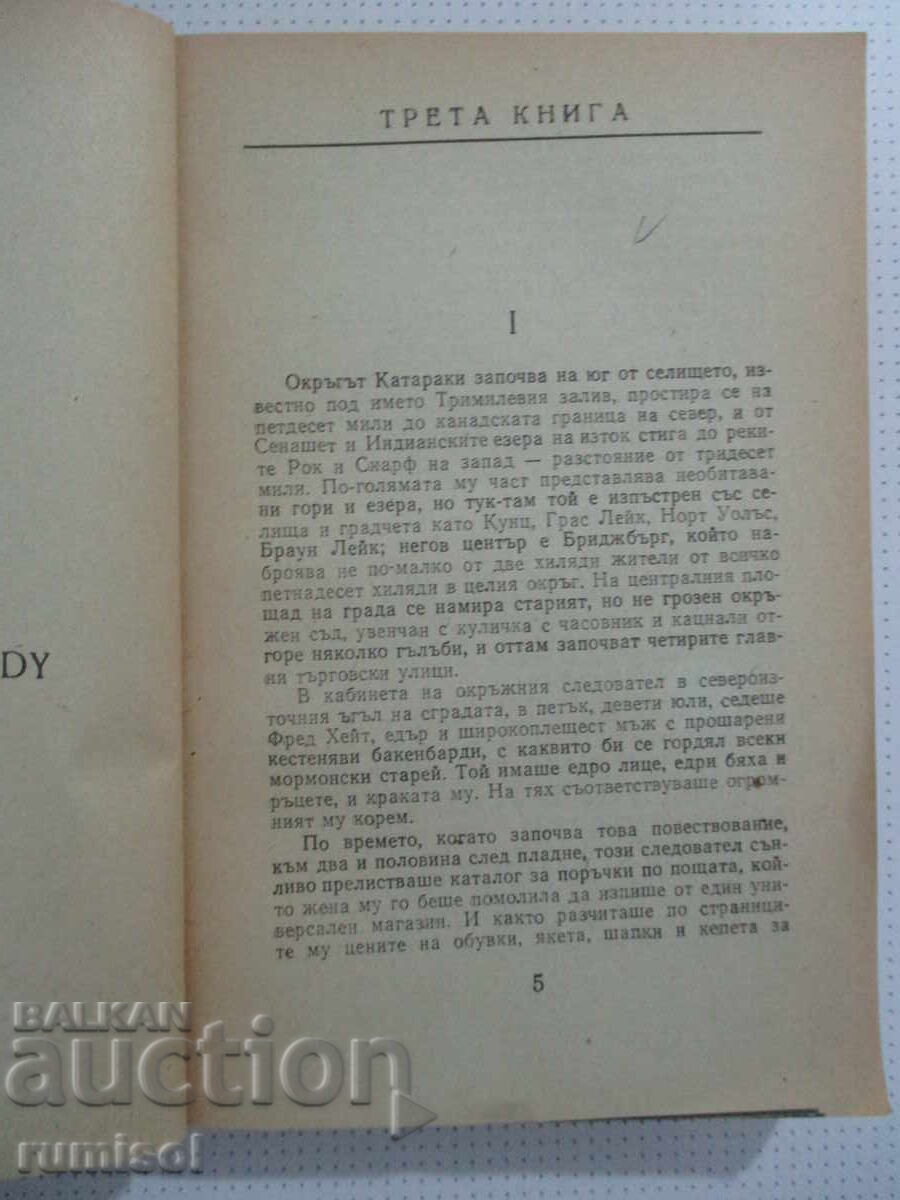 ТРЕТА КНИГА
I
Окръгът Катараки започва на юг от селището, из-
вестно под името Тримилевия залив, простира се на
петдесет мили до канадската граница на север, и от
Сенашет и Индианските езера на изток стига до реки-
те Рок и Скарф на запад — разстояние от тридесет
мили. По-голямата му част представлява необитава-
ни гори и езера, но тук-там той е изпъстрен със се-
лища и градчета като Кунц, Грас Лейк, Норт Уолъс,
Браун Лейк; негов център е Бриджбърг, който на-
броява не по-малко от две хиляди жители от всичко
петнадесет хиляди в целия окръг. На централния пло-
щад на града се намира старият, но не грозен окръ-
жен съд, увенчан с куличка с часовник и кацнали от-
горе няколко гълъби, и оттам започват четирите глав-
ни търговски улици.
В кабинета на окръжния следовател в североиз-
точния ъгъл на сградата, в петък, девети юли, седеше
Фред Хейт, едър и широкоплещест мъж с прошарени
кестеняви бакенбарди, с каквито би се гордял всеки
мормонски старей. Той имаше едро лице, едри бяха и
ръцете, и краката му. На тях съответствуваше огром-
ният му корем.
По времето, когато започва това повествование,
към два и половина след пладне, този следовател сън-
ливо прелистваше каталог за поръчки по пощата, кой-
то жена му го беше помолила да изпише от един уни-
версален магазин. И както разчиташе по страници-
те му цените на обувки, якета, шапки и кепета за
5
DY
BALKAN
auction
rumisol